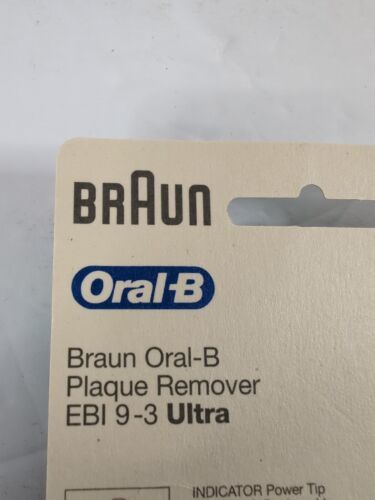 BRAUN
Oral-B
Braun Oral-B
Plaque Remover
EBI 9-3 Ultra
INDICATOR Power Tip